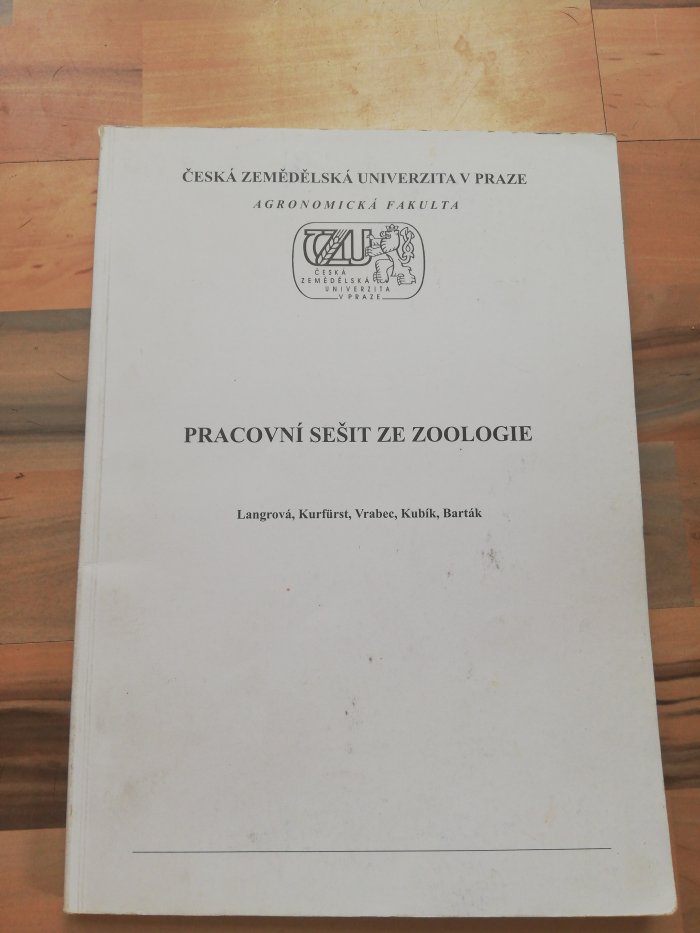 ČESKÁ ZEMĚDĚLSKÁ UNIVERZITA V PRAZE
AGRONOMICKÁ FAKULTA
ČZU
ČESKÁ
ZEMĚDĚLSKÁ
UNIVERZITA
V PRAZE
PRACOVNÍ SEŠIT ZE ZOOLOGIE
Langrová, Kurfürst, Vrabec, Kubík, Barták